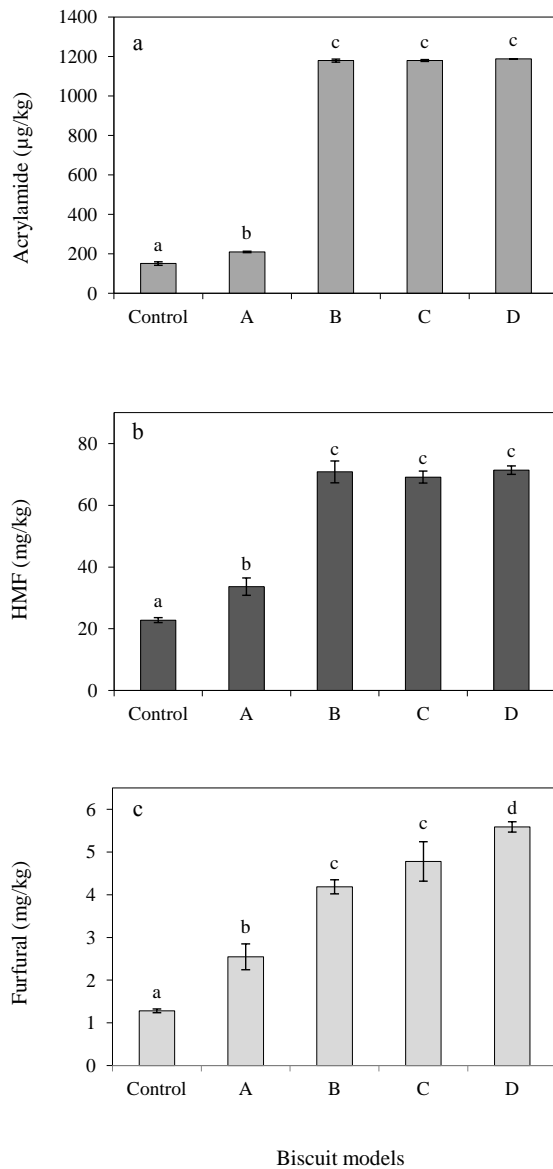 a
Acrylamide (µg/kg)
1400
1200
1000
800
600
400
200
0
a
b
c
c
c
Control A B C D
b
HMF (mg/kg)
80
60
40
20
0
a
b
c
c
c
Control A B C D
c
Furfural (mg/kg)
6
5
4
3
2
1
0
a
b
c
c
d
Control A B C D
Biscuit models